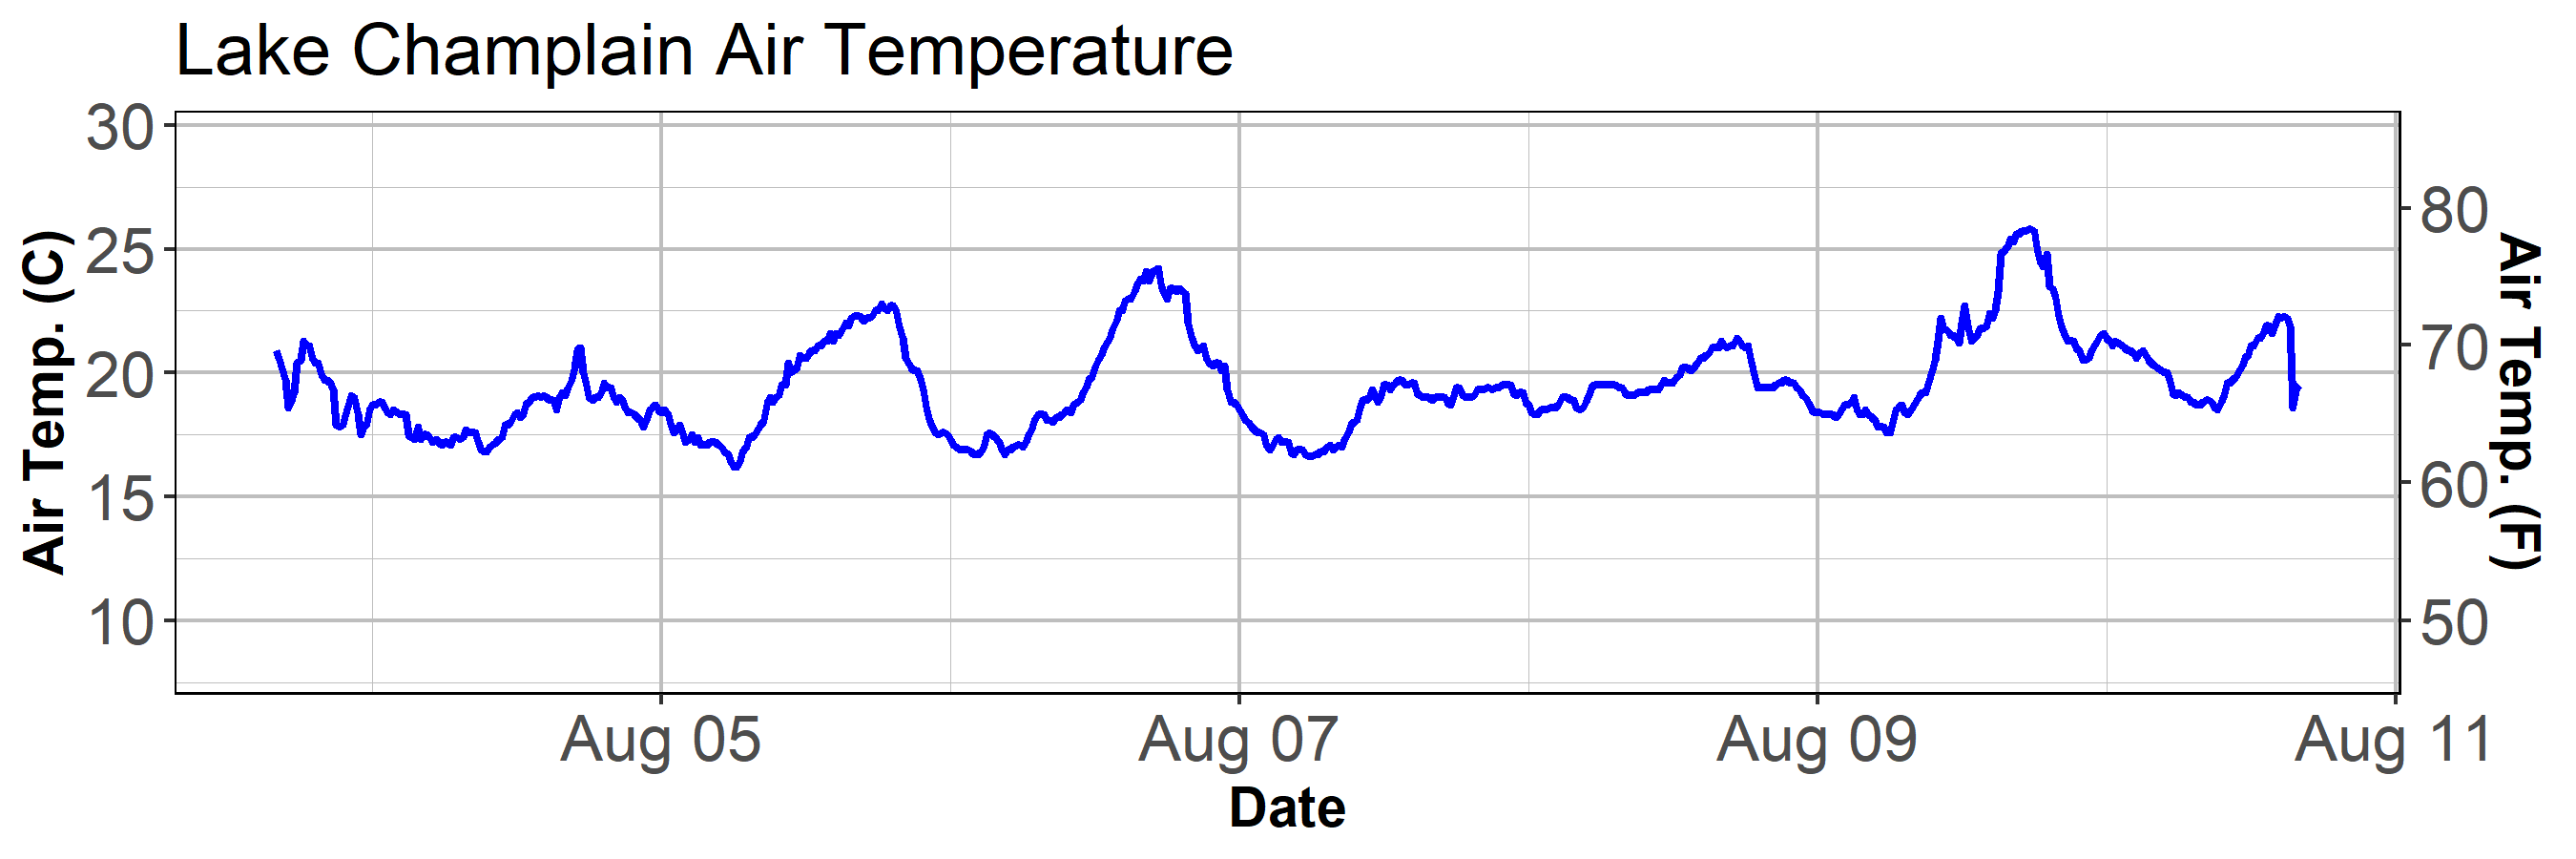 Lake Champlain Air Temperature
Air Temp. (C)
30
25
20
15
10
80
70
60
50
Air Temp. (F)
Aug 05
Aug 07
Aug 09
Aug 11
Date